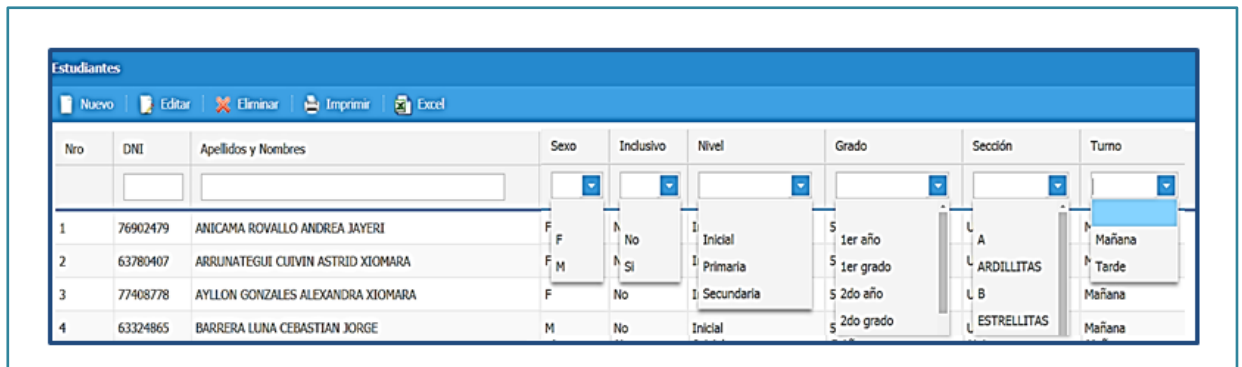 Estudiantes
Nuevo Editar Eliminar Imprimir Excel
Nro DNI Apellidos y Nombres Sexo Inclusivo Nivel Grado Sección Turno
1 76902479 ANICAMA ROVALLO ANDREA JAYERI
F No Inicial 1er año A Mañana
2 63780407 ARRUNATEGUI CUIVIN ASTRID XIOMARA
M Si Primaria 1er grado ARDILLITAS Tarde
3 77408778 AYLLON GONZALES ALEXANDRA XIOMARA F No Secundaria 2do año B Mañana
2do grado ESTRELLITAS
4 63324865 BARRERA LUNA CEBASTIAN JORGE M No Inicial Mañana